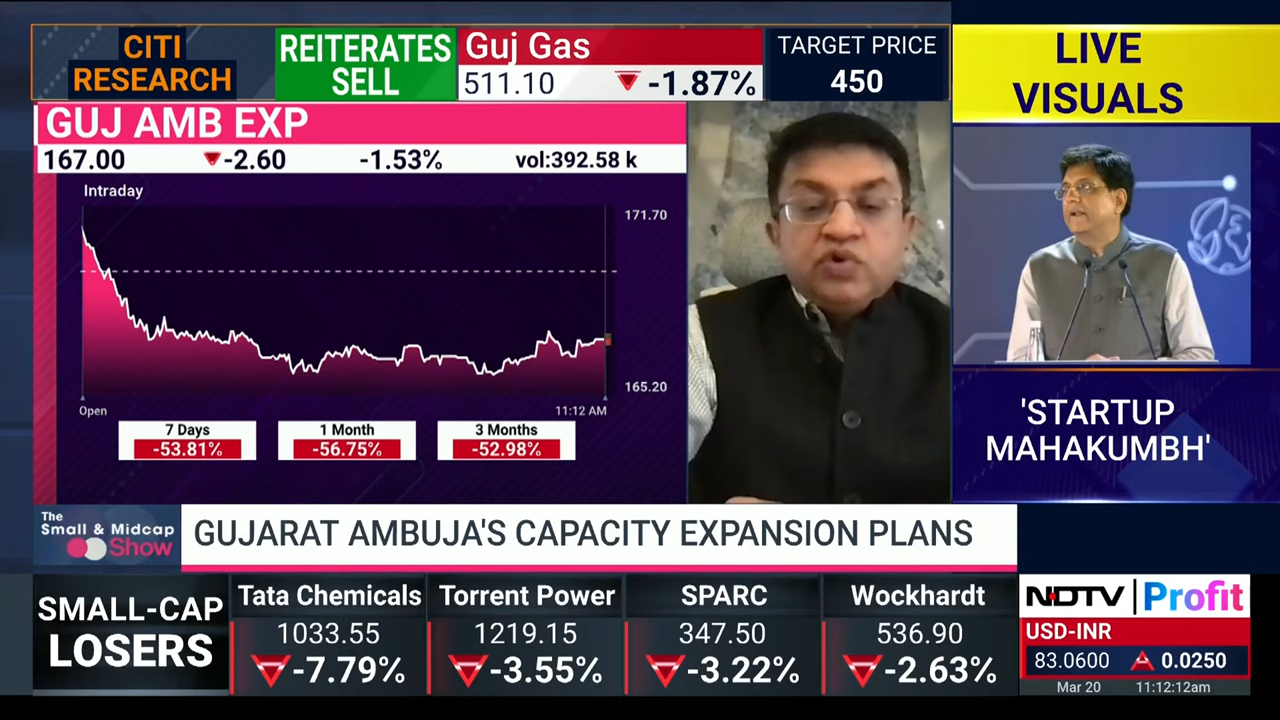 CITI
RESEARCH
REITERATES
SELL
Guj Gas
511.10 -1.87%
TARGET PRICE
450
LIVE
VISUALS
GUJ AMB EXP
167.00 -2.60 -1.53% vol:392.58 k
Intraday
171.70
165.20
Open 11:12 AM
7 Days
-53.81%
1 Month
-56.75%
3 Months
-52.98%
'STARTUP
MAHAKUMBH'
The
Small & Midcap
Show
GUJARAT AMBUJA'S CAPACITY EXPANSION PLANS
SMALL-CAP
LOSERS
Tata Chemicals
1033.55
-7.79%
Torrent Power
1219.15
-3.55%
SPARC
347.50
-3.22%
Wockhardt
536.90
-2.63%
NDTV Profit
USD-INR
83.0600 0.0250
Mar 20 11:12:12am